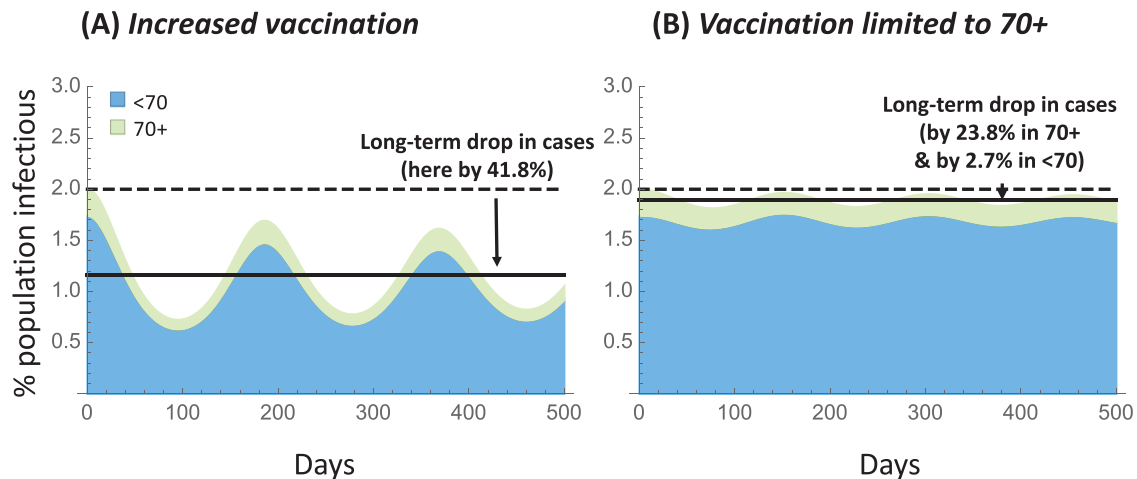 (A) Increased vaccination
3.0
2.5
2.0
1.5
1.0
0.5
<70
70+
Long-term drop in cases
(here by 41.8%)
0
100
200
300
400
500
% population infectious
Days
(B) Vaccination limited to 70+
3.0
2.5
2.0
1.5
1.0
0.5
Long-term drop in cases
(by 23.8% in 70+
& by 2.7% in <70)
0
100
200
300
400
500
Days